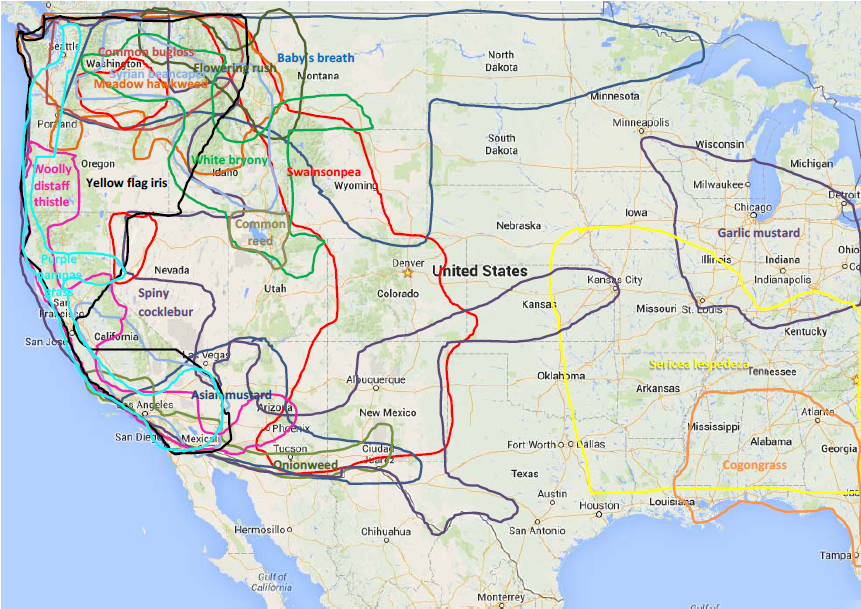 Seattle
Common bugloss
Washington
Syrian beancaper
Flowering rush
Meadow hawkweed
Baby's breath
Montana
North
Dakota
Minnesota
Minneapolis
Wisconsin
Michigan
Portland
Oregon
Woolly
distaff
thistle
Yellow flag iris
White bryony
Idaho
Swainsonpea
Wyoming
South
Dakota
Milwaukee
Detroit
Chicago
Iowa
Nebraska
Garlic mustard
Illinois
Indiana
Ohio
Indianapolis
Common
reed
Purple
pampas
grass
Nevada
Utah
Denver
United States
Colorado
Kansas
Kansas City
Missouri
St. Louis
Kentucky
San
Francisco
San Jose
California
Spiny
cocklebur
Las Vegas
Asian mustard
Arizona
Phoenix
Los Angeles
San Diego
Mexicali
Tucson
Onionweed
Albuquerque
New Mexico
Ciudad
Juarez
Oklahoma
Arkansas
Sericea lespedeza
Tennessee
Mississippi
Alabama
Atlanta
Georgia
Cogongrass
Fort Worth
Dallas
Texas
Austin
Houston
San Antonio
Louisiana
Tampa
Hermosillo
Chihuahua
Gulf of
California
Monterrey
Gulf of